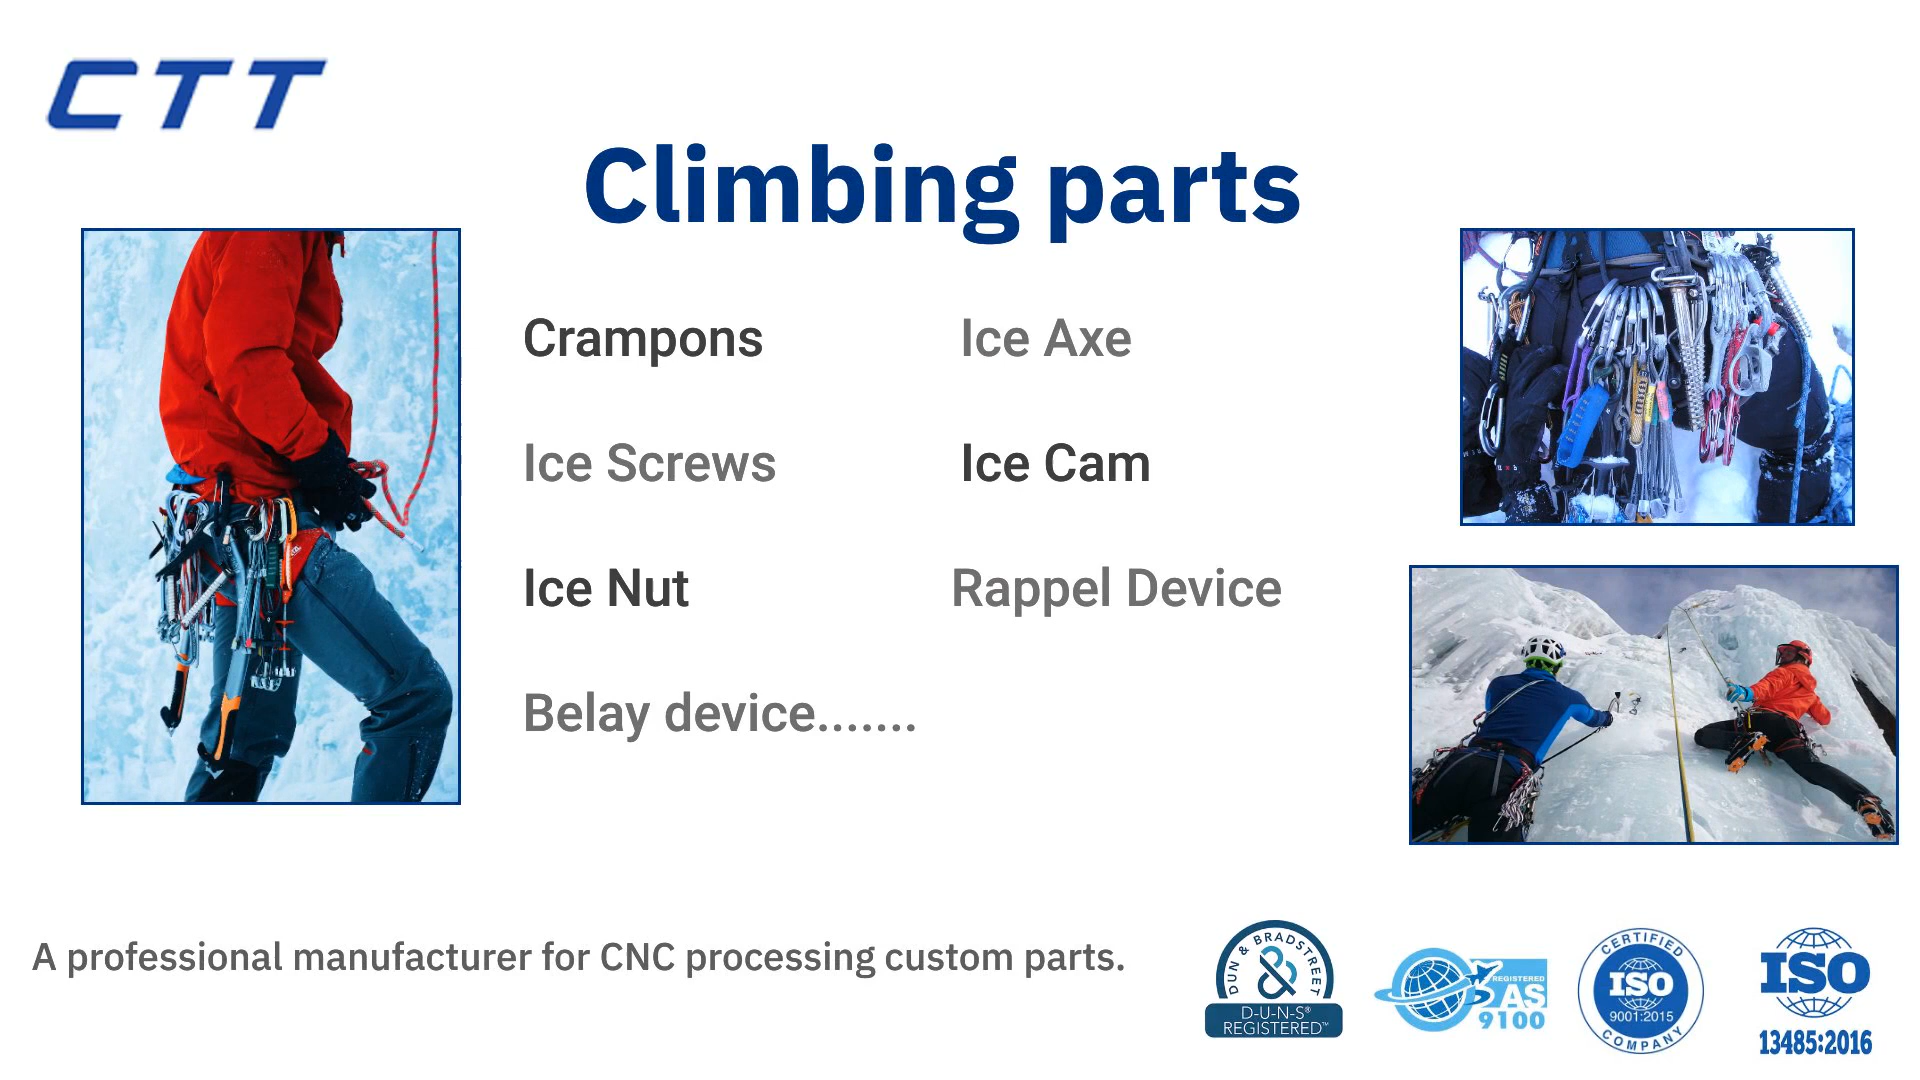 CTT
Climbing parts
Crampons
Ice Axe
Ice Screws
Ice Cam
Ice Nut
Rappel Device
Belay device.......
A professional manufacturer for CNC processing custom parts.
DUN & BRADSTREET
D-U-N-S®
REGISTERED™
REGISTERED
AS
9100
CERTIFIED
ISO
9001:2015
COMPANY
ISO
13485:2016